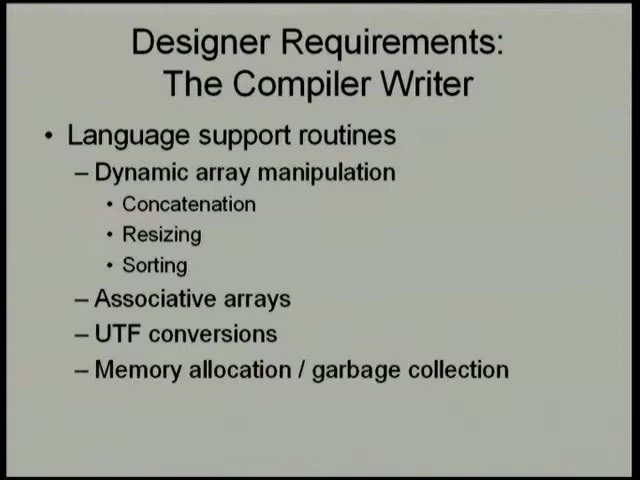 Designer Requirements:
The Compiler Writer
• Language support routines
– Dynamic array manipulation
• Concatenation
• Resizing
• Sorting
– Associative arrays
– UTF conversions
– Memory allocation / garbage collection